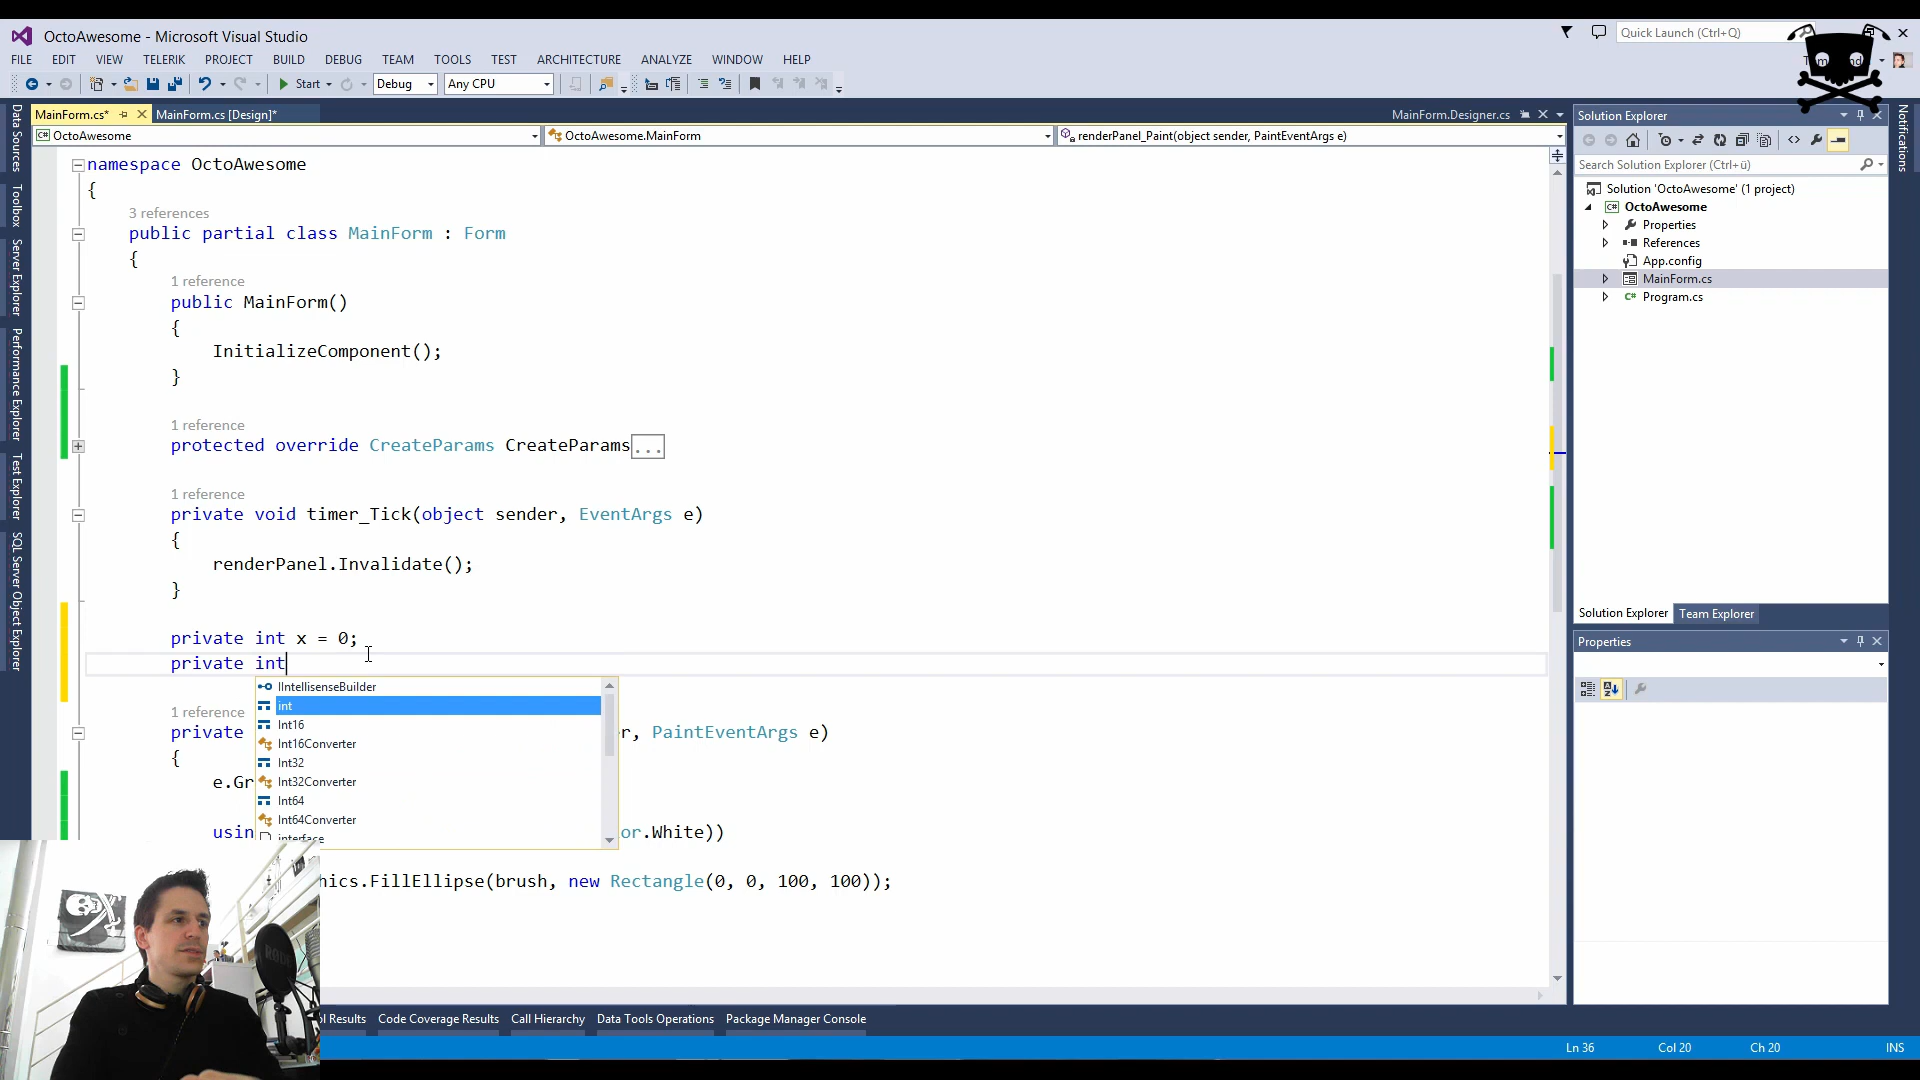 OctoAwesome - Microsoft Visual Studio
Quick Launch (Ctrl+Q)
FILE EDIT VIEW TELERIK PROJECT BUILD DEBUG TEAM TOOLS TEST ARCHITECTURE ANALYZE WINDOW HELP
Start Debug Any CPU
MainForm.cs* MainForm.cs [Design]* MainForm.Designer.cs
OctoAwesome OctoAwesome.MainForm renderPanel_Paint(object sender, PaintEventArgs e)
Data Sources
Toolbox
Server Explorer
Performance Explorer
Test Explorer
SQL Server Object Explorer
namespace OctoAwesome
{
3 references
public partial class MainForm : Form
{
1 reference
public MainForm()
{
InitializeComponent();
}
1 reference
protected override CreateParams CreateParams...
1 reference
private void timer_Tick(object sender, EventArgs e)
{
renderPanel.Invalidate();
}
private int x = 0;
private int
IIntellisenseBuilder
int
Int16
Int16Converter
Int32
Int32Converter
Int64
Int64Converter
interface
1 reference
private r, PaintEventArgs e)
{
e.Gr
usin or.White))
hics.FillEllipse(brush, new Rectangle(0, 0, 100, 100));
Solution Explorer
Search Solution Explorer (Ctrl+ü)
Solution 'OctoAwesome' (1 project)
OctoAwesome
Properties
References
App.config
MainForm.cs
Program.cs
Solution Explorer Team Explorer
Properties
Notifications
RØDE
ol Results Code Coverage Results Call Hierarchy Data Tools Operations Package Manager Console
Ln 36 Col 20 Ch 20 INS